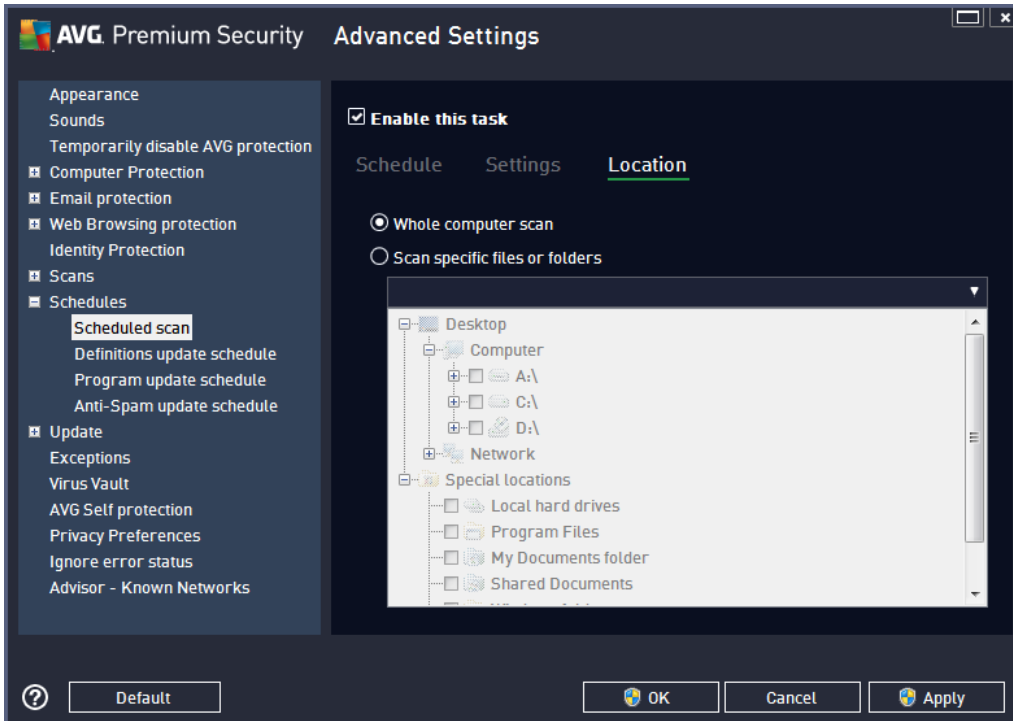 AVG. Premium Security
Advanced Settings
Appearance
Sounds
Temporarily disable AVG protection
Computer Protection
Email protection
Web Browsing protection
Identity Protection
Scans
Schedules
Scheduled scan
Definitions update schedule
Program update schedule
Anti-Spam update schedule
Update
Exceptions
Virus Vault
AVG Self protection
Privacy Preferences
Ignore error status
Advisor - Known Networks
Enable this task
Schedule Settings Location
Whole computer scan
Scan specific files or folders
Desktop
Computer
A:\
C:\
D:\
Network
Special locations
Local hard drives
Program Files
My Documents folder
Shared Documents
? Default OK Cancel Apply